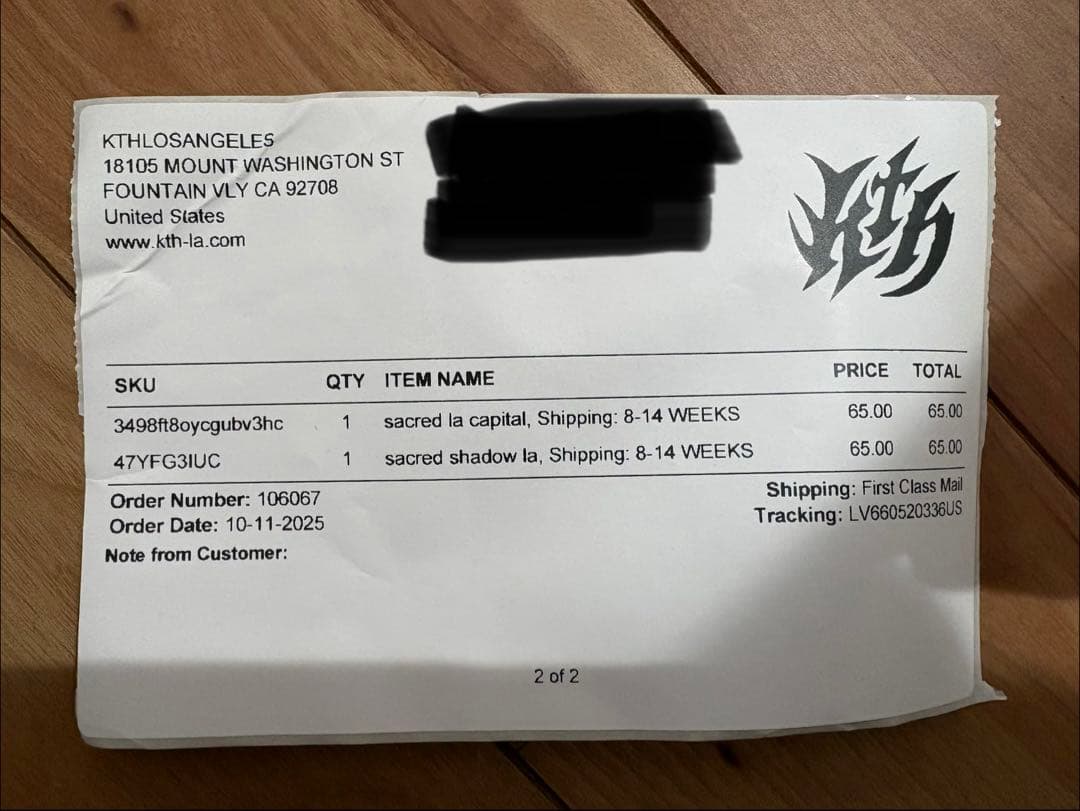 KTHLOSANGELES
18105 MOUNT WASHINGTON ST
FOUNTAIN VLY CA 92708
United States
www.kth-la.com
Kth
SKU QTY ITEM NAME PRICE TOTAL
3498ft8oycgubv3hc 1 sacred la capital, Shipping: 8-14 WEEKS 65.00 65.00
47YFG3IUC 1 sacred shadow la, Shipping: 8-14 WEEKS 65.00 65.00
Order Number: 106067
Order Date: 10-11-2025
Note from Customer:
Shipping: First Class Mail
Tracking: LV660520336US
2 of 2